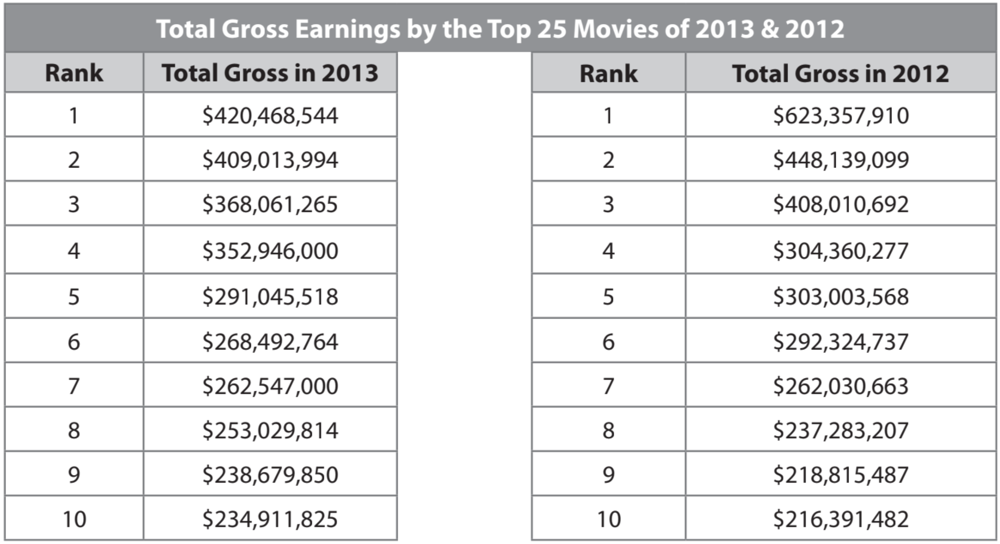 Total Gross Earnings by the Top 25 Movies of 2013 & 2012
Rank Total Gross in 2013 Rank Total Gross in 2012
1 $420,468,544 1 $623,357,910
2 $409,013,994 2 $448,139,099
3 $368,061,265 3 $408,010,692
4 $352,946,000 4 $304,360,277
5 $291,045,518 5 $303,003,568
6 $268,492,764 6 $292,324,737
7 $262,547,000 7 $262,030,663
8 $253,029,814 8 $237,283,207
9 $238,679,850 9 $218,815,487
10 $234,911,825 10 $216,391,482